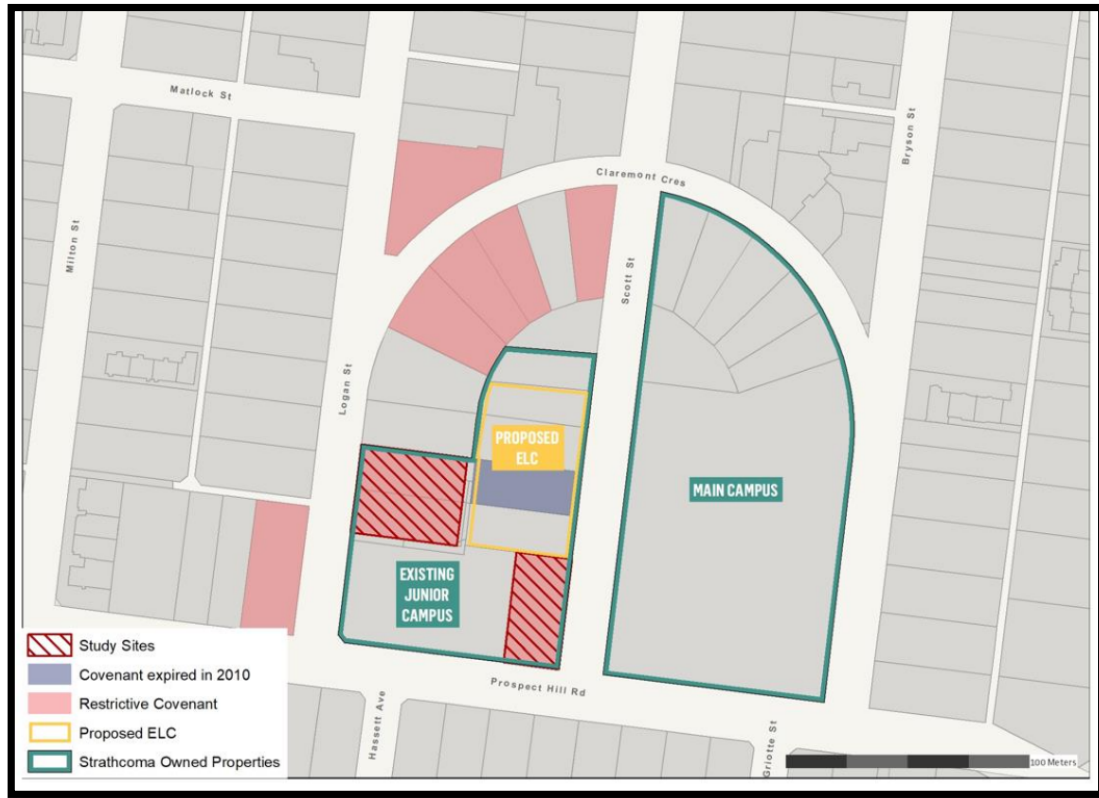 Matlock St
Bryson St
Claremont Cres
Milton St
Scott St
Logan St
PROPOSED
ELC
MAIN CAMPUS
EXISTING
JUNIOR
CAMPUS
Study Sites
Covenant expired in 2010
Restrictive Covenant
Proposed ELC
Strathcoma Owned Properties
Prospect Hill Rd
Hassett Ave
Griotte St
100 Meters